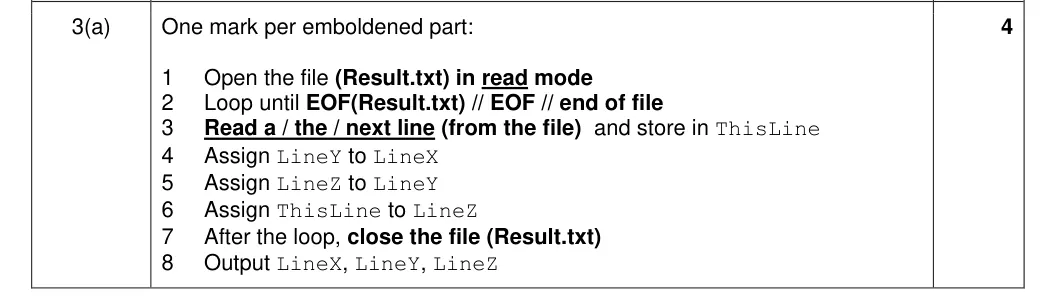 3(a) One mark per emboldened part: 4
1 Open the file (Result.txt) in read mode
2 Loop until EOF(Result.txt) // EOF // end of file
3 Read a / the / next line (from the file) and store in ThisLine
4 Assign LineY to LineX
5 Assign LineZ to LineY
6 Assign ThisLine to LineZ
7 After the loop, close the file (Result.txt)
8 Output LineX, LineY, LineZ